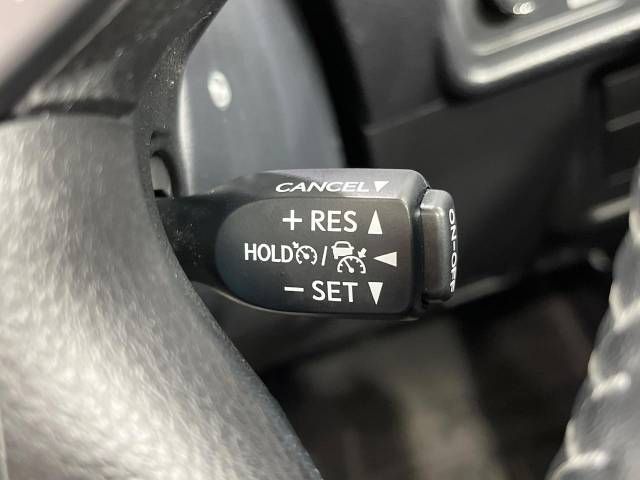 CANCEL▼
+ RES ▲
HOLD / ◀
ON-OFF
− SET ▼